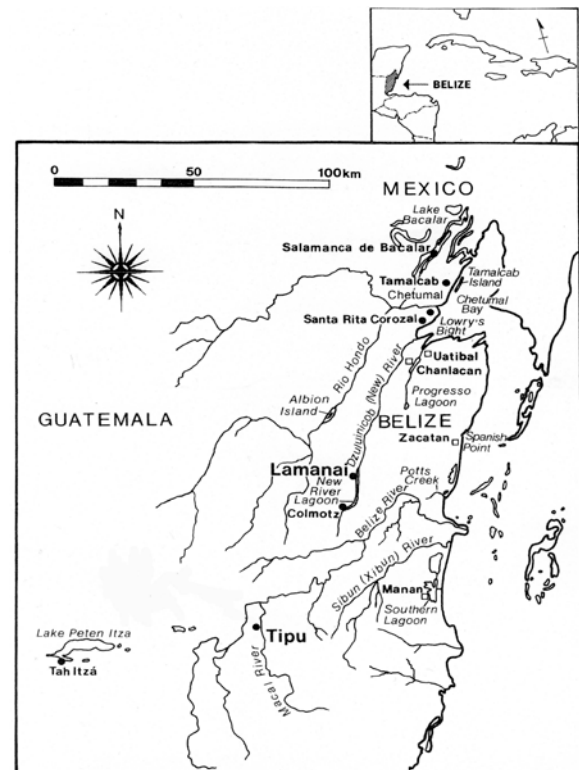 BELIZE
0 50 100km
MEXICO
N
Lake
Bacalar
Salamanca de Bacalar
Tamalcab
Chetumal
Tamalcab
Island
Chetumal
Bay
Santa Rita Corozal
Lowry's
Bight
Uatibal
Chanlacan
Rio Hondo
Dzuluinicob (New) River
Progresso
Lagoon
Albion
Island
GUATEMALA
BELIZE
Zacatan
Spanish
Point
Lamanai
New
River
Lagoon
Colmotz
Potts
Creek
Belize River
Sibun (Xibun) River
Manan
Southern
Lagoon
Tipu
Macal River
Lake Peten Itza
Tah Itzá